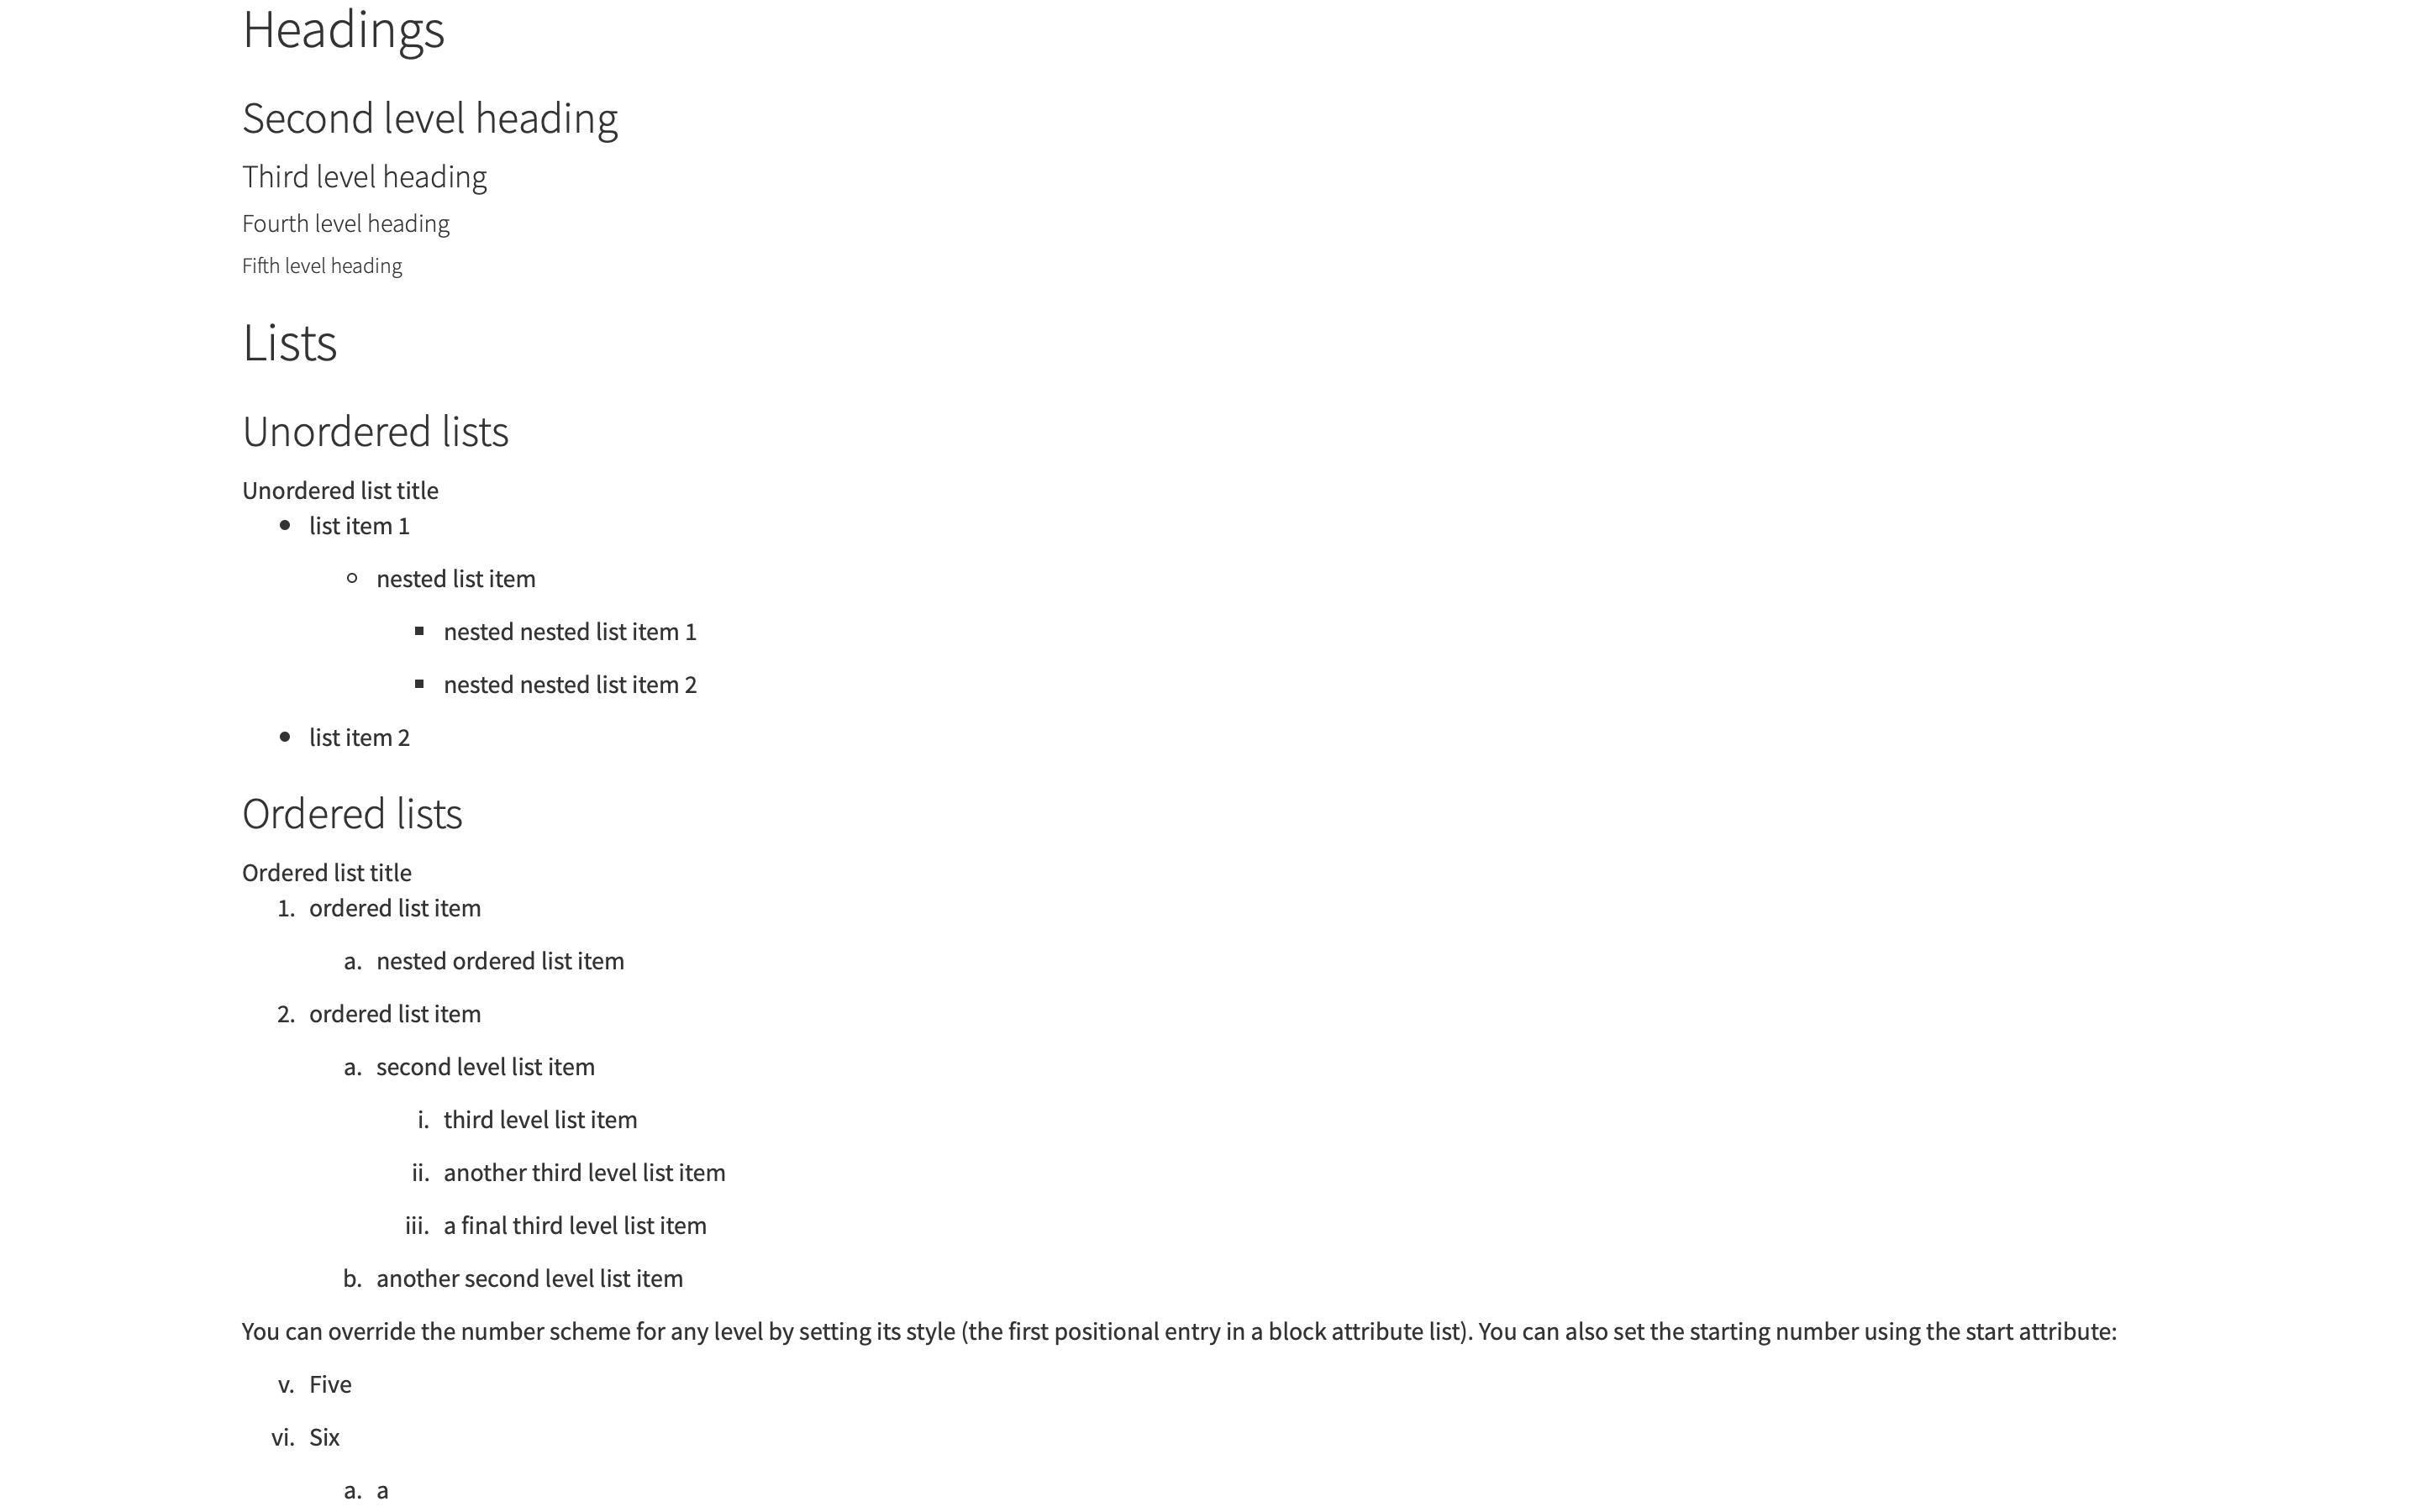 Headings
Second level heading
Third level heading
Fourth level heading
Fifth level heading
Lists
Unordered lists
Unordered list title
• list item 1
◦ nested list item
▪ nested nested list item 1
▪ nested nested list item 2
• list item 2
Ordered lists
Ordered list title
1. ordered list item
a. nested ordered list item
2. ordered list item
a. second level list item
i. third level list item
ii. another third level list item
iii. a final third level list item
b. another second level list item
You can override the number scheme for any level by setting its style (the first positional entry in a block attribute list). You can also set the starting number using the start attribute:
v. Five
vi. Six
a. a